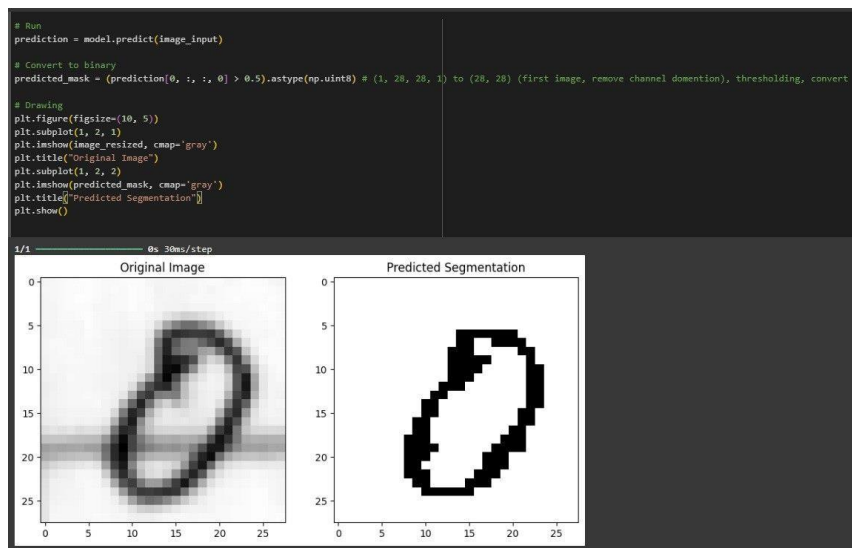 # Run
prediction = model.predict(image_input)
# Convert to binary
predicted_mask = (prediction[0, :, :, 0] > 0.5).astype(np.uint8) # (1, 28, 28, 1) to (28, 28) (first image, remove channel domention), thresholding, convert
# Drawing
plt.figure(figsize=(10, 5))
plt.subplot(1, 2, 1)
plt.imshow(image_resized, cmap='gray')
plt.title("Original Image")
plt.subplot(1, 2, 2)
plt.imshow(predicted_mask, cmap='gray')
plt.title("Predicted Segmentation")
plt.show()
1/1 0s 30ms/step
Original Image
0
5
10
15
20
25
0 5 10 15 20 25
Predicted Segmentation
0
5
10
15
20
25
0 5 10 15 20 25